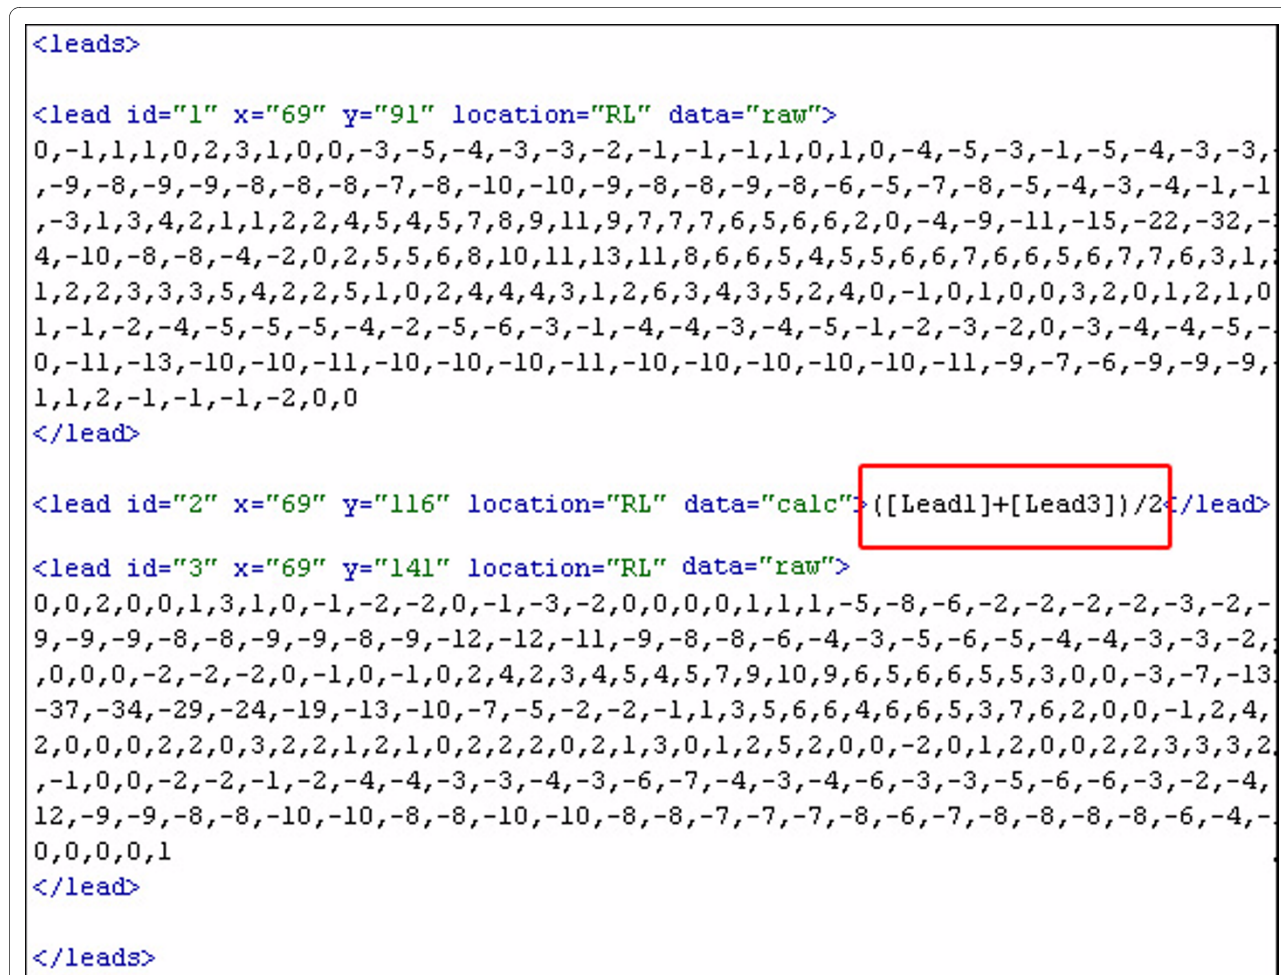 <leads>
<lead id="1" x="69" y="91" location="RL" data="raw">
0,-1,1,1,0,2,3,1,0,0,-3,-5,-4,-3,-3,-2,-1,-1,-1,1,0,1,0,-4,-5,-3,-1,-5,-4,-3,-3,
,-9,-8,-9,-9,-8,-8,-8,-7,-8,-10,-10,-9,-8,-8,-9,-8,-6,-5,-7,-8,-5,-4,-3,-4,-1,-1
,-3,1,3,4,2,1,1,2,2,4,5,4,5,7,8,9,11,9,7,7,7,6,5,6,6,2,0,-4,-9,-11,-15,-22,-32,-
4,-10,-8,-8,-4,-2,0,2,5,5,6,8,10,11,13,11,8,6,6,5,4,5,5,6,6,7,6,6,5,6,7,7,6,3,1,
1,2,2,3,3,3,5,4,2,2,5,1,0,2,4,4,4,3,1,2,6,3,4,3,5,2,4,0,-1,0,1,0,0,3,2,0,1,2,1,0
1,-1,-2,-4,-5,-5,-5,-4,-2,-5,-6,-3,-1,-4,-4,-3,-4,-5,-1,-2,-3,-2,0,-3,-4,-4,-5,-
0,-11,-13,-10,-10,-11,-10,-10,-10,-11,-10,-10,-10,-10,-10,-11,-9,-7,-6,-9,-9,-9,
1,1,2,-1,-1,-1,-2,0,0
</lead>
<lead id="2" x="69" y="116" location="RL" data="calc">([Lead1]+[Lead3])/2</lead>
<lead id="3" x="69" y="141" location="RL" data="raw">
0,0,2,0,0,1,3,1,0,-1,-2,-2,0,-1,-3,-2,0,0,0,0,1,1,1,-5,-8,-6,-2,-2,-2,-2,-3,-2,-
9,-9,-9,-8,-8,-9,-9,-8,-9,-12,-12,-11,-9,-8,-8,-6,-4,-3,-5,-6,-5,-4,-4,-3,-3,-2,
,0,0,0,-2,-2,-2,0,-1,0,-1,0,2,4,2,3,4,5,4,5,7,9,10,9,6,5,6,6,5,5,3,0,0,-3,-7,-13
-37,-34,-29,-24,-19,-13,-10,-7,-5,-2,-2,-1,1,3,5,6,6,4,6,6,5,3,7,6,2,0,0,-1,2,4,
2,0,0,0,2,2,0,3,2,2,1,2,1,0,2,2,2,0,2,1,3,0,1,2,5,2,0,0,-2,0,1,2,0,0,2,2,3,3,3,2
,-1,0,0,-2,-2,-1,-2,-4,-4,-3,-3,-4,-3,-6,-7,-4,-3,-4,-6,-3,-3,-5,-6,-6,-3,-2,-4,
12,-9,-9,-8,-8,-10,-10,-8,-8,-10,-10,-8,-8,-7,-7,-7,-8,-6,-7,-8,-8,-8,-8,-6,-4,-
0,0,0,0,1
</lead>
</leads>